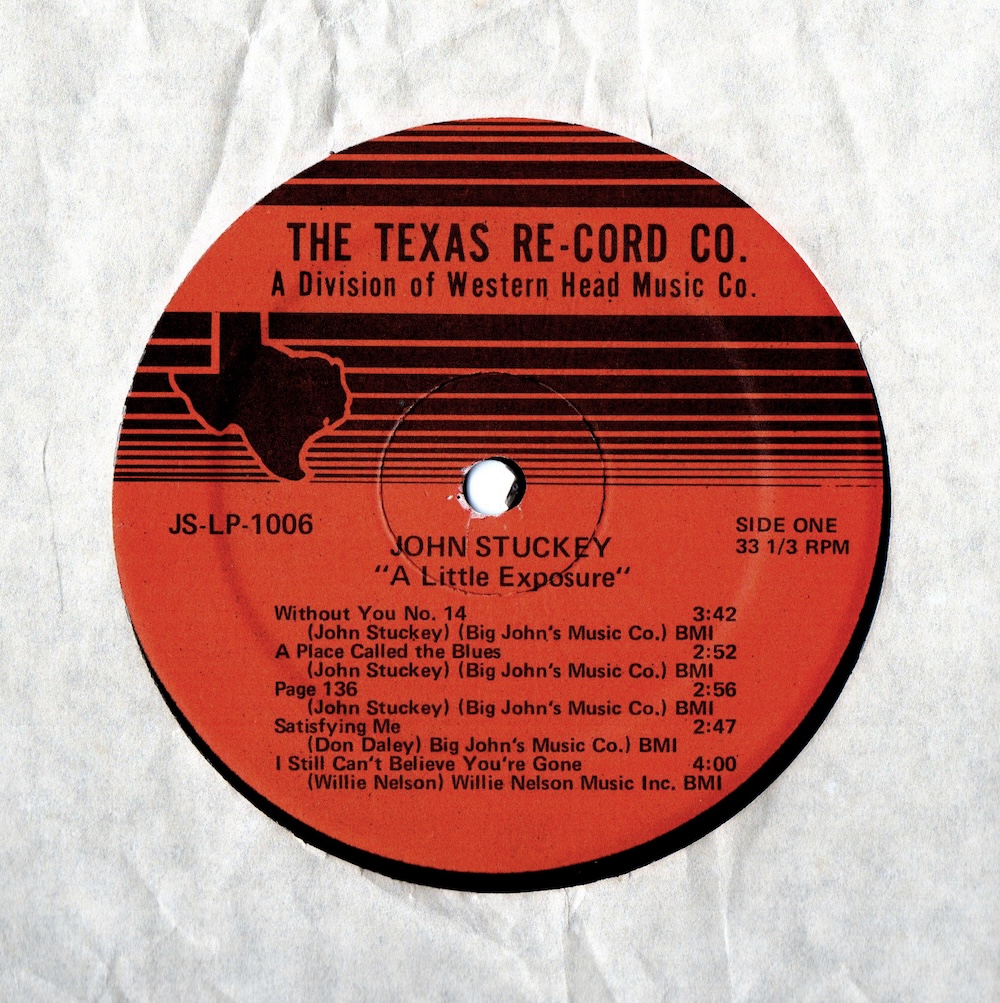 THE TEXAS RE-CORD CO.
A Division of Western Head Music Co.
JS-LP-1006
SIDE ONE
33 1/3 RPM
JOHN STUCKEY
"A Little Exposure"
Without You No. 14 3:42
(John Stuckey) (Big John's Music Co.) BMI
A Place Called the Blues 2:52
(John Stuckey) (Big John's Music Co.) BMI
Page 136 2:56
(John Stuckey) (Big John's Music Co.) BMI
Satisfying Me 2:47
(Don Daley) Big John's Music Co.) BMI
I Still Can't Believe You're Gone 4:00
(Willie Nelson) Willie Nelson Music Inc. BMI